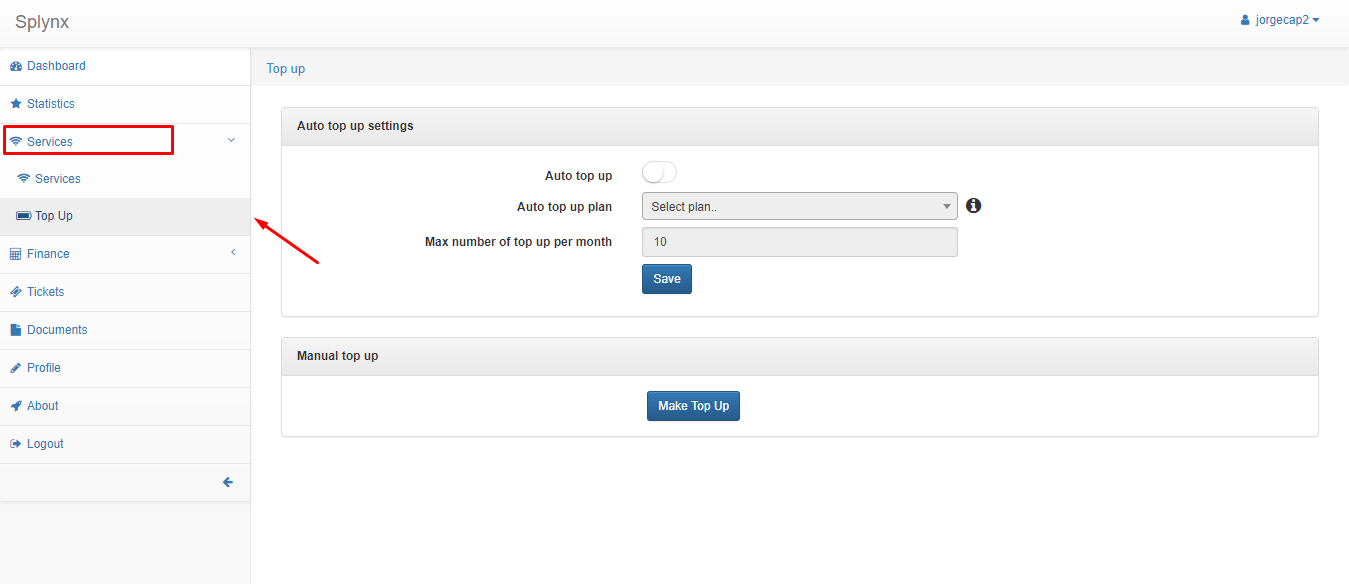 Splynx
jorgecap2
Dashboard
Statistics
Services
Services
Top Up
Finance
Tickets
Documents
Profile
About
Logout
Top up
Auto top up settings
Auto top up
Auto top up plan
Select plan..
Max number of top up per month
10
Save
Manual top up
Make Top Up